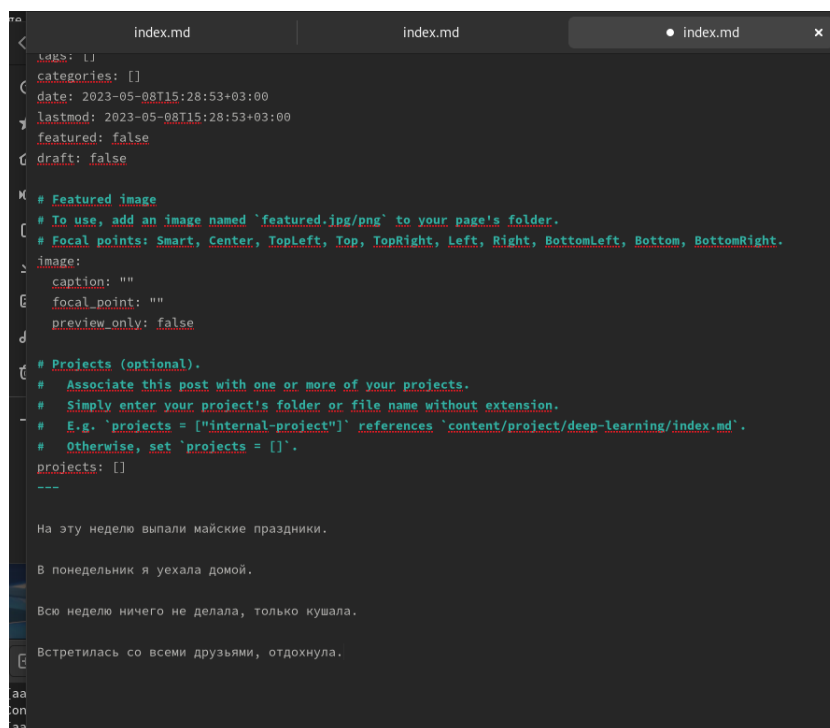 index.md index.md ● index.md ×
tags: []
categories: []
date: 2023-05-08T15:28:53+03:00
lastmod: 2023-05-08T15:28:53+03:00
featured: false
draft: false
# Featured image
# To use, add an image named `featured.jpg/png` to your page's folder.
# Focal points: Smart, Center, TopLeft, Top, TopRight, Left, Right, BottomLeft, Bottom, BottomRight.
image:
caption: ""
focal_point: ""
preview_only: false
# Projects (optional).
# Associate this post with one or more of your projects.
# Simply enter your project's folder or file name without extension.
# E.g. `projects = ["internal-project"]` references `content/project/deep-learning/index.md`.
# Otherwise, set `projects = []`.
projects: []
---
На эту неделю выпали майские праздники.
В понедельник я уехала домой.
Всю неделю ничего не делала, только кушала.
Встретилась со всеми друзьями, отдохнула.